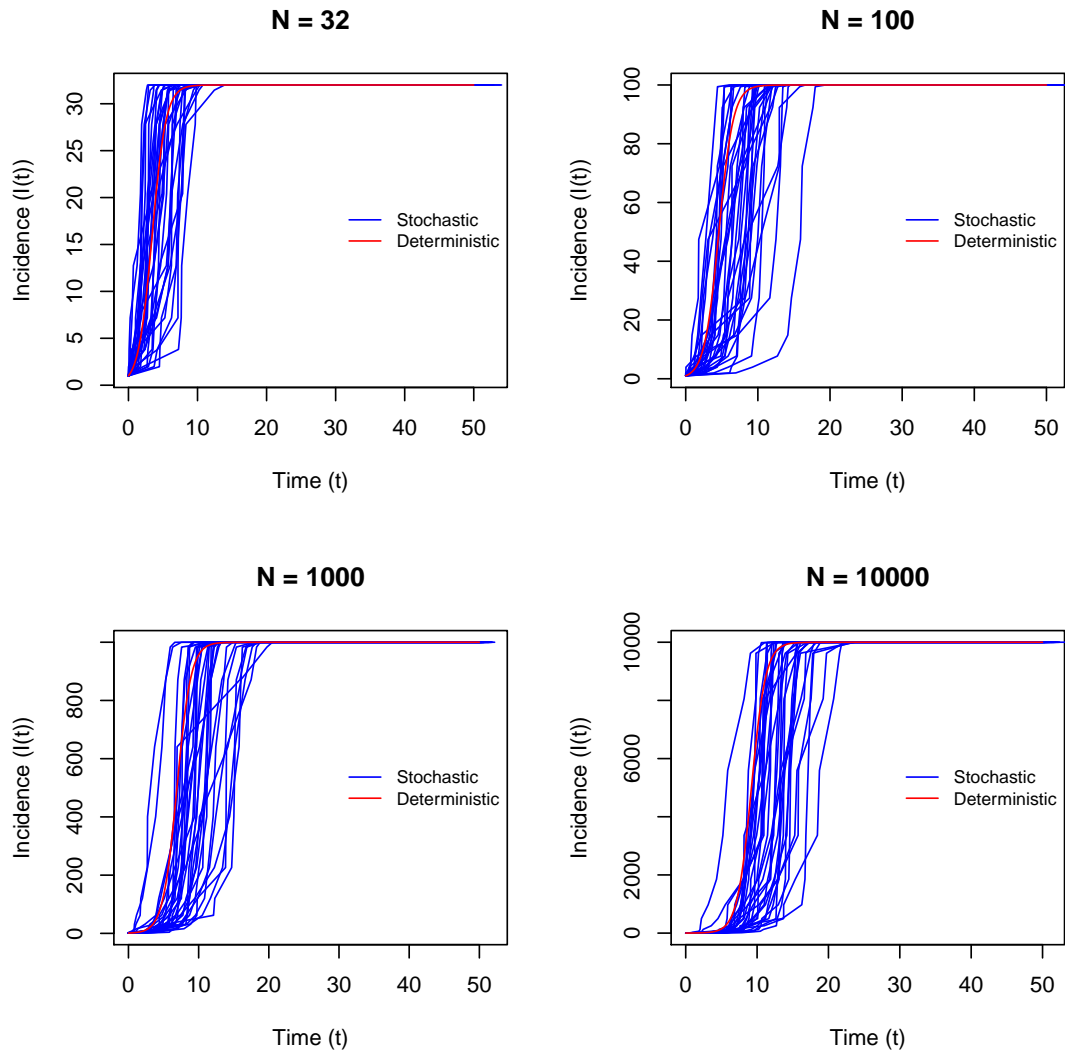 N = 32
Incidence (I(t))
0 5 10 15 20 25 30
Stochastic
Deterministic
0 10 20 30 40 50
Time (t)
N = 100
Incidence (I(t))
0 20 40 60 80 100
Stochastic
Deterministic
0 10 20 30 40 50
Time (t)
N = 1000
Incidence (I(t))
0 200 400 600 800
Stochastic
Deterministic
0 10 20 30 40 50
Time (t)
N = 10000
Incidence (I(t))
0 2000 6000 10000
Stochastic
Deterministic
0 10 20 30 40 50
Time (t)